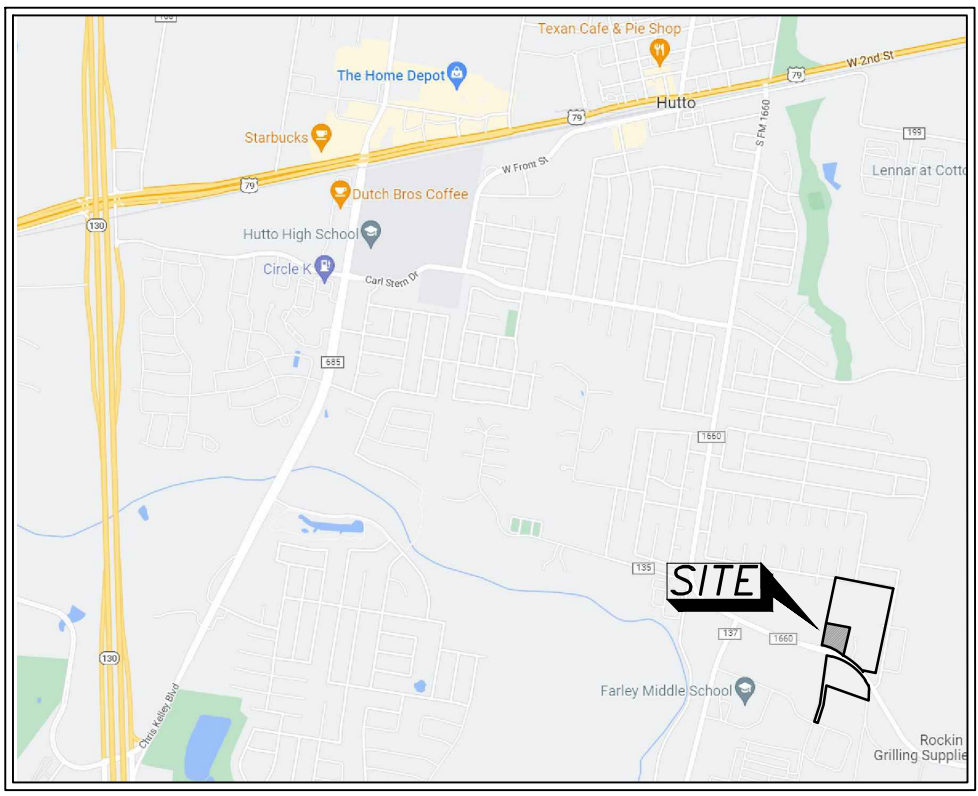 Texan Cafe & Pie Shop
W 2nd St
79
The Home Depot
Hutto
79
S FM 1660
199
Starbucks
W Front St
Lennar at Cotto
79
Dutch Bros Coffee
130
Hutto High School
Circle K
Carl Stern Dr
685
1660
135
SITE
137
1660
130
Farley Middle School
Chris Kelley Blvd
Rockin
Grilling Supplie